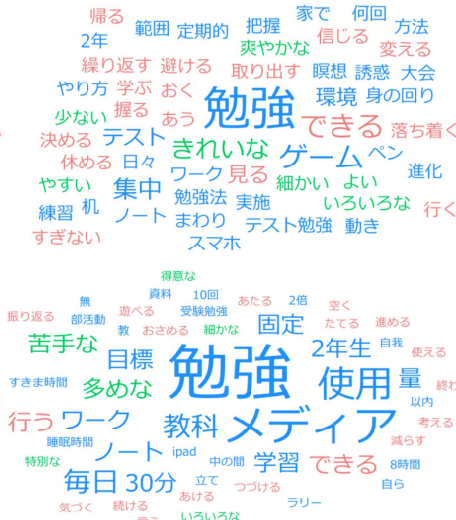 帰る
家で 何回
範囲 定期的 把握 方法
2年 爽やかな 信じる 変える
繰り返す 避ける 取り出す 瞑想 誘惑 大会
やり方 学ぶ おく 勉強 環境 身の回り
少ない 握る あう できる 落ち着く
決める テスト きれいな ゲーム ペン
休める 日々 ワーク 見る 細かい よい 進化
やすい 集中 勉強法 実施 いろいろな 行く
練習 机 ノート まわり テスト勉強 動き
すぎない スマホ
得意な
無 資料 10回 あたる 2倍 空く
振り返る 部活動 遊べる 受験勉強 固定 たてる 進める
教 おさめる 細かな
苦手な 目標 勉強 2年生 自我 使える
すきま時間 多めな 使用 量 終わ
以内
行う ワーク 教科 メディア 考える
睡眠時間 ノート ipad 減らす
特別な 中の間 学習 できる 8時間
毎日 30分 立て つづける 自ら
あける
気づく 続ける ラリー
いろいろな